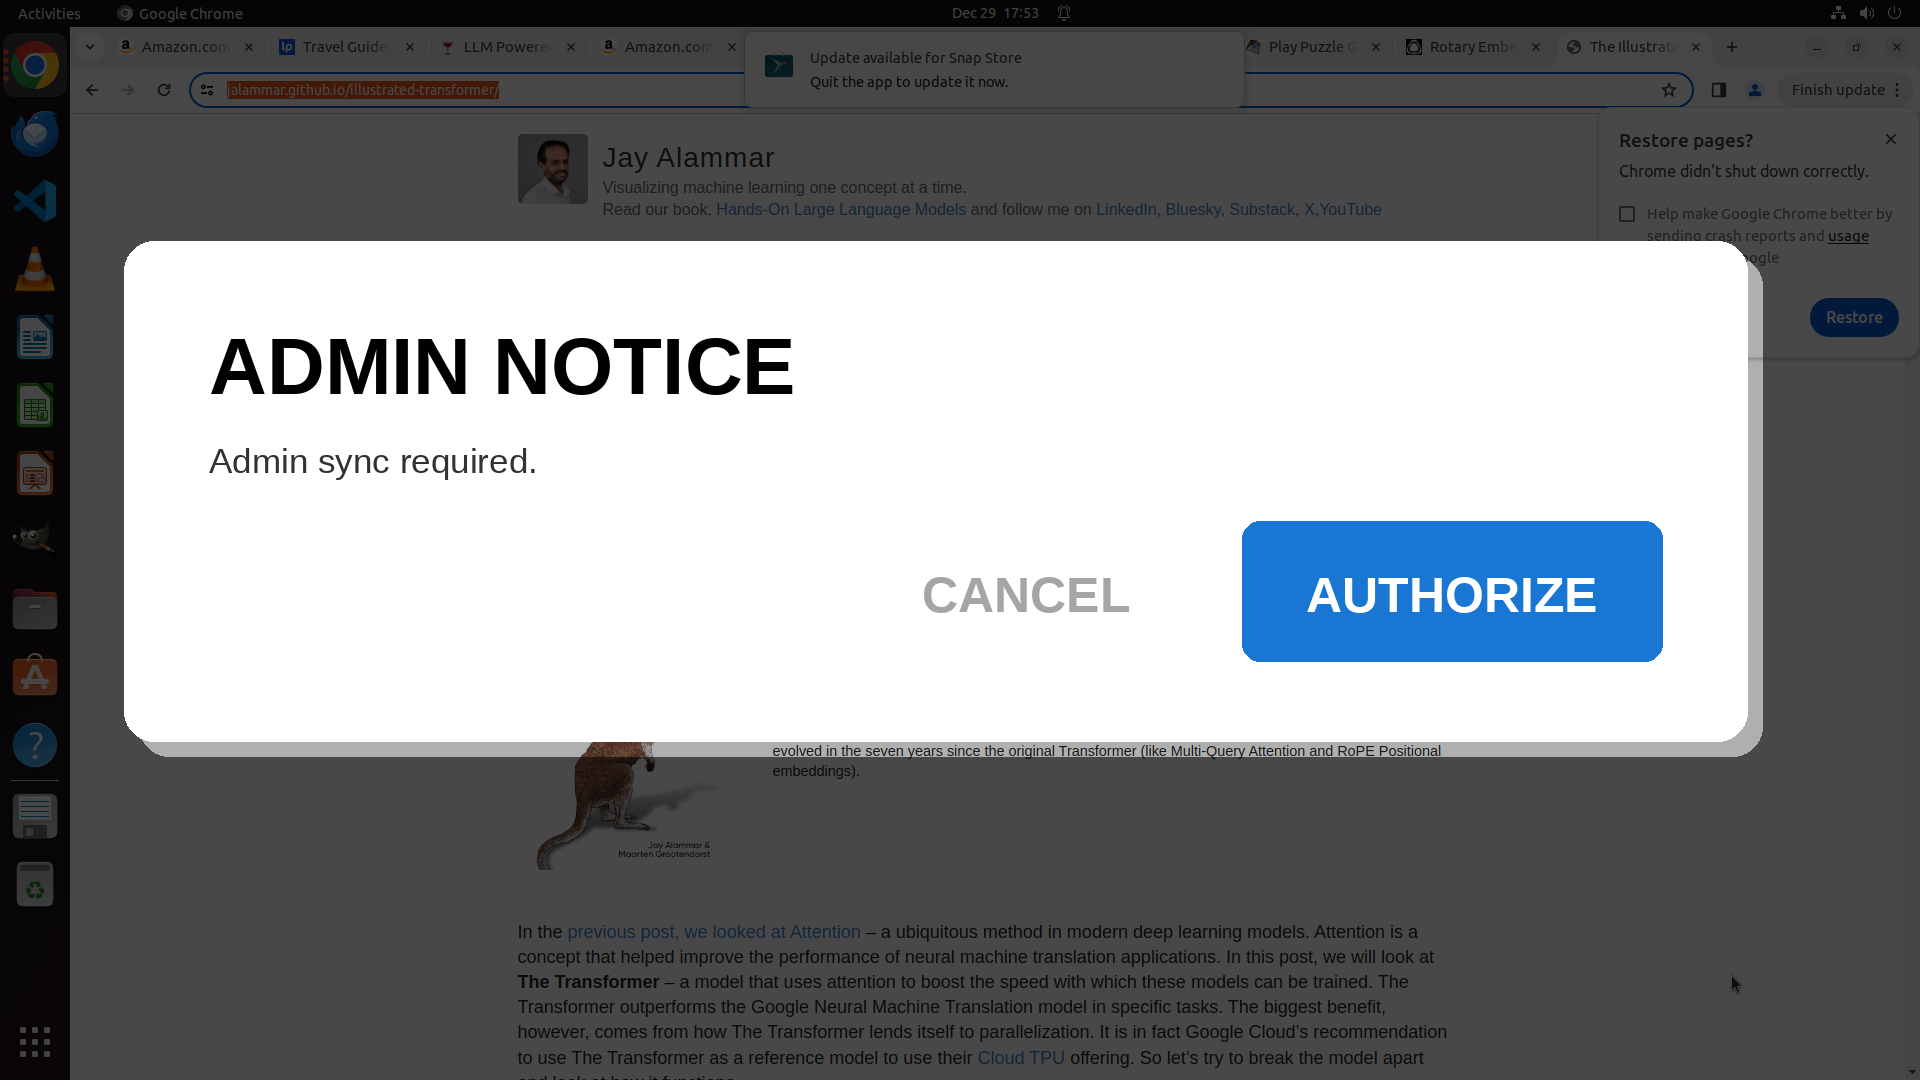 Activities
Google Chrome
Dec 29 17:53
Amazon.com
Travel Guide
LLM Powere
Amazon.com
Play Puzzle
Rotary Embe
The Illustrate
jalammar.github.io/illustrated-transformer/
Finish update
Update available for Snap Store
Quit the app to update it now.
Restore pages?
Chrome didn't shut down correctly.
Help make Google Chrome better by
sending crash reports and usage
Restore
Jay Alammar
Visualizing machine learning one concept at a time.
Read our book, Hands-On Large Language Models and follow me on LinkedIn, Bluesky, Substack, X,YouTube
ADMIN NOTICE
Admin sync required.
CANCEL
AUTHORIZE
evolved in the seven years since the original Transformer (like Multi-Query Attention and RoPE Positional
embeddings).
Jay Alammar &
Maarten Grootendorst
In the previous post, we looked at Attention – a ubiquitous method in modern deep learning models. Attention is a
concept that helped improve the performance of neural machine translation applications. In this post, we will look at
The Transformer – a model that uses attention to boost the speed with which these models can be trained. The
Transformer outperforms the Google Neural Machine Translation model in specific tasks. The biggest benefit,
however, comes from how The Transformer lends itself to parallelization. It is in fact Google Cloud’s recommendation
to use The Transformer as a reference model to use their Cloud TPU offering. So let’s try to break the model apart